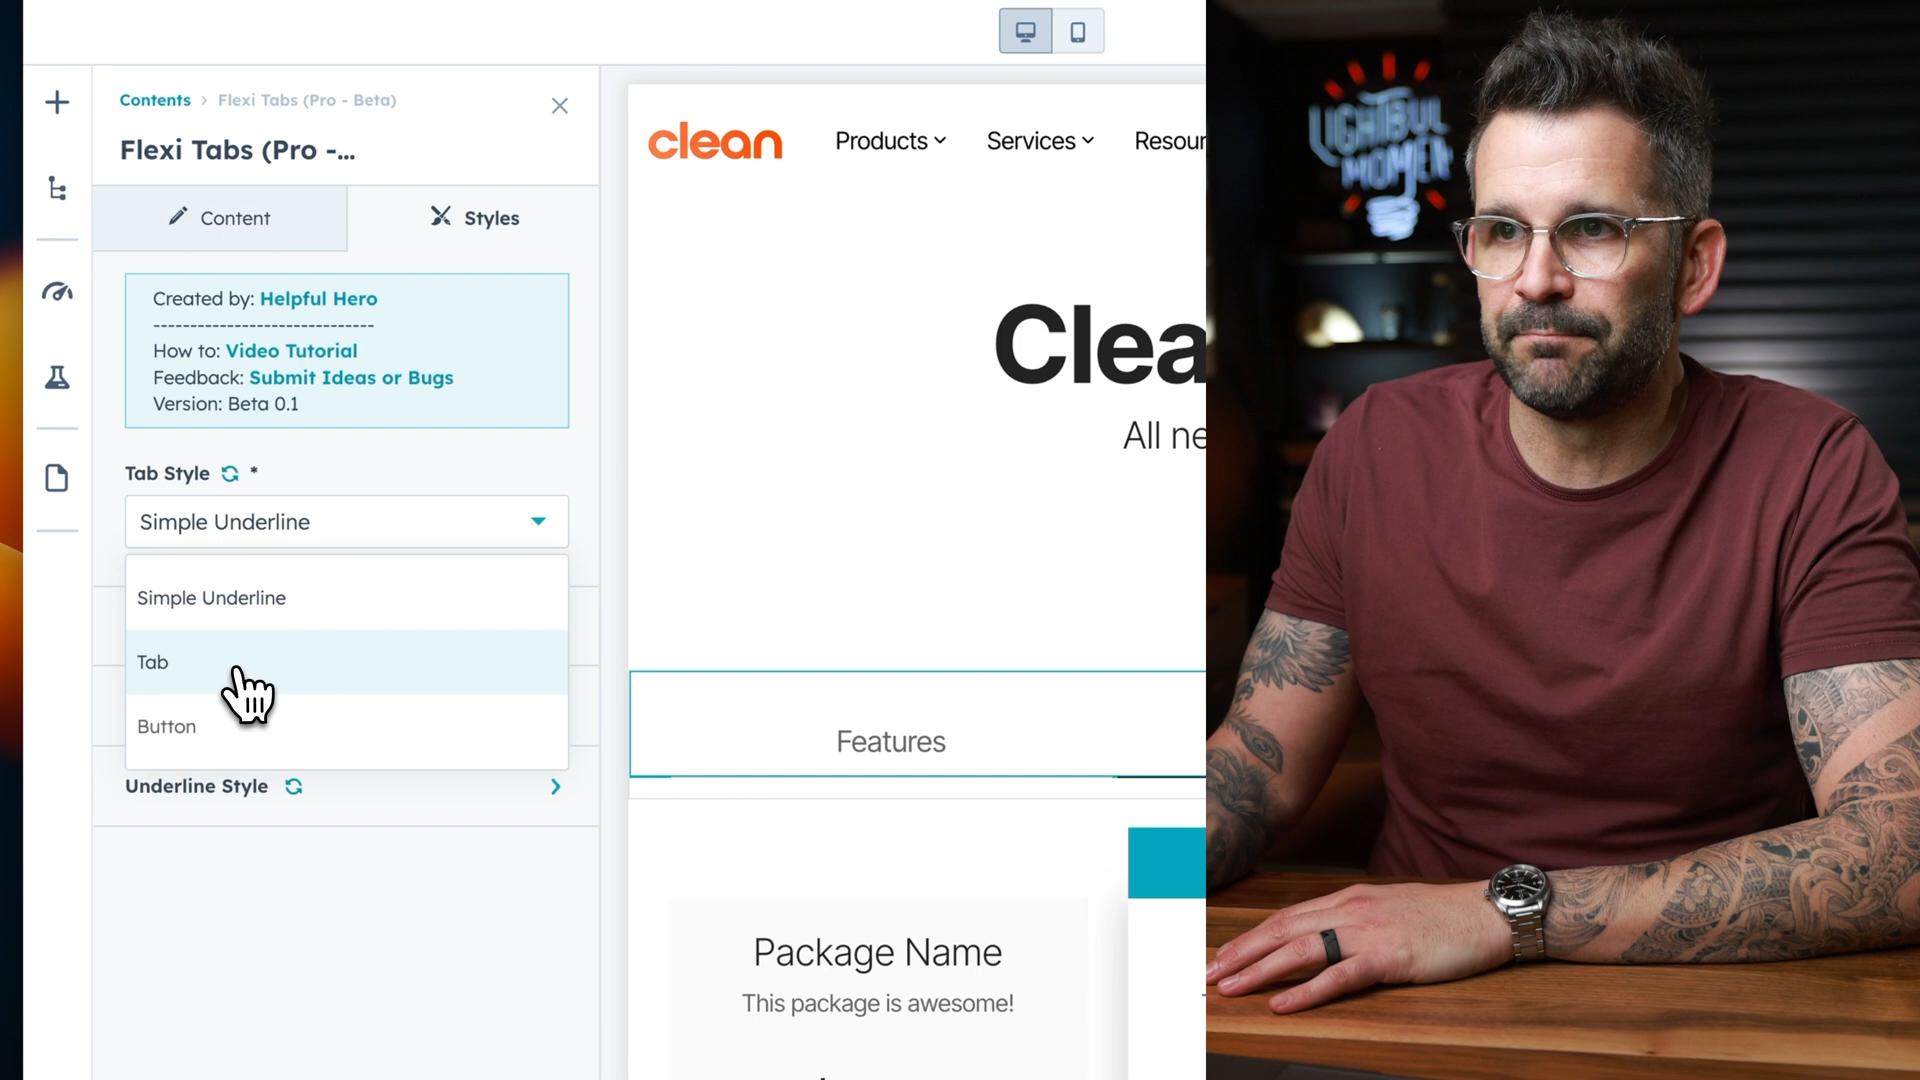 Contents > Flexi Tabs (Pro - Beta)
Flexi Tabs (Pro -...
Content
Styles
Created by: Helpful Hero
------------------------------
How to: Video Tutorial
Feedback: Submit Ideas or Bugs
Version: Beta 0.1
Tab Style *
Simple Underline
Simple Underline
Tab
Button
Underline Style
clean
Products
Services
Resour
Clea
All ne
Features
Package Name
This package is awesome!
LIGHTBUL
MOMEN